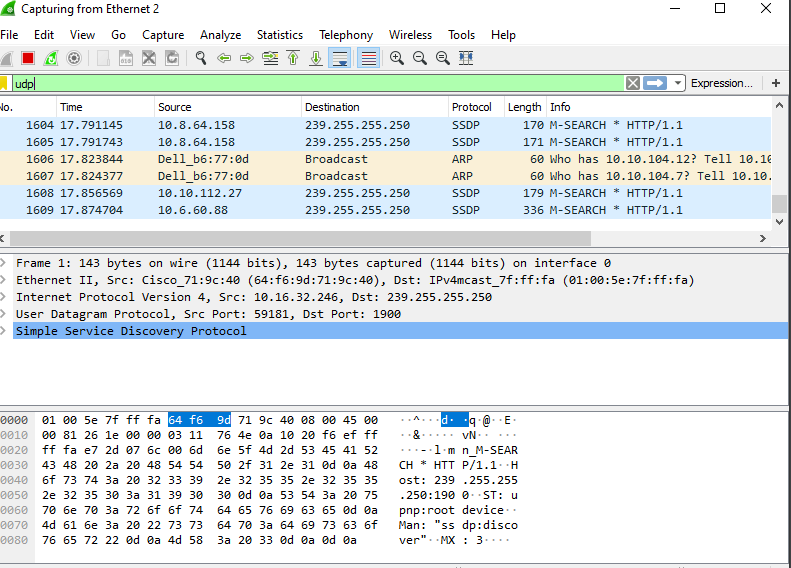 Capturing from Ethernet 2
File Edit View Go Capture Analyze Statistics Telephony Wireless Tools Help
udp Expression... +
No. Time Source Destination Protocol Length Info
1604 17.791145 10.8.64.158 239.255.255.250 SSDP 170 M-SEARCH * HTTP/1.1
1605 17.791743 10.8.64.158 239.255.255.250 SSDP 171 M-SEARCH * HTTP/1.1
1606 17.823844 Dell_b6:77:0d Broadcast ARP 60 Who has 10.10.104.12? Tell 10.10
1607 17.824377 Dell_b6:77:0d Broadcast ARP 60 Who has 10.10.104.7? Tell 10.10.
1608 17.856569 10.10.112.27 239.255.255.250 SSDP 179 M-SEARCH * HTTP/1.1
1609 17.874704 10.6.60.88 239.255.255.250 SSDP 336 M-SEARCH * HTTP/1.1
Frame 1: 143 bytes on wire (1144 bits), 143 bytes captured (1144 bits) on interface 0
Ethernet II, Src: Cisco_71:9c:40 (64:f6:9d:71:9c:40), Dst: IPv4mcast_7f:ff:fa (01:00:5e:7f:ff:fa)
Internet Protocol Version 4, Src: 10.16.32.246, Dst: 239.255.255.250
User Datagram Protocol, Src Port: 59181, Dst Port: 1900
Simple Service Discovery Protocol
0000 01 00 5e 7f ff fa 64 f6 9d 71 9c 40 08 00 45 00 ··^···d· ·q·@··E·
0010 00 81 26 1e 00 00 03 11 76 4e 0a 10 20 f6 ef ff ··&····· vN·· ···
0020 ff fa e7 2d 07 6c 00 6d 6e 5f 4d 2d 53 45 41 52 ···-·l·m n_M-SEAR
0030 43 48 20 2a 20 48 54 54 50 2f 31 2e 31 0d 0a 48 CH * HTT P/1.1··H
0040 6f 73 74 3a 20 32 33 39 2e 32 35 35 2e 32 35 35 ost: 239 .255.255
0050 2e 32 35 30 3a 31 39 30 30 0d 0a 53 54 3a 20 75 .250:190 0··ST: u
0060 70 6e 70 3a 72 6f 6f 74 64 65 76 69 63 65 0d 0a pnp:root device··
0070 4d 61 6e 3a 20 22 73 73 64 70 3a 64 69 73 63 6f Man: "ss dp:disco
0080 76 65 72 22 0d 0a 4d 58 3a 20 33 0d 0a 0d 0a ver"··MX : 3····